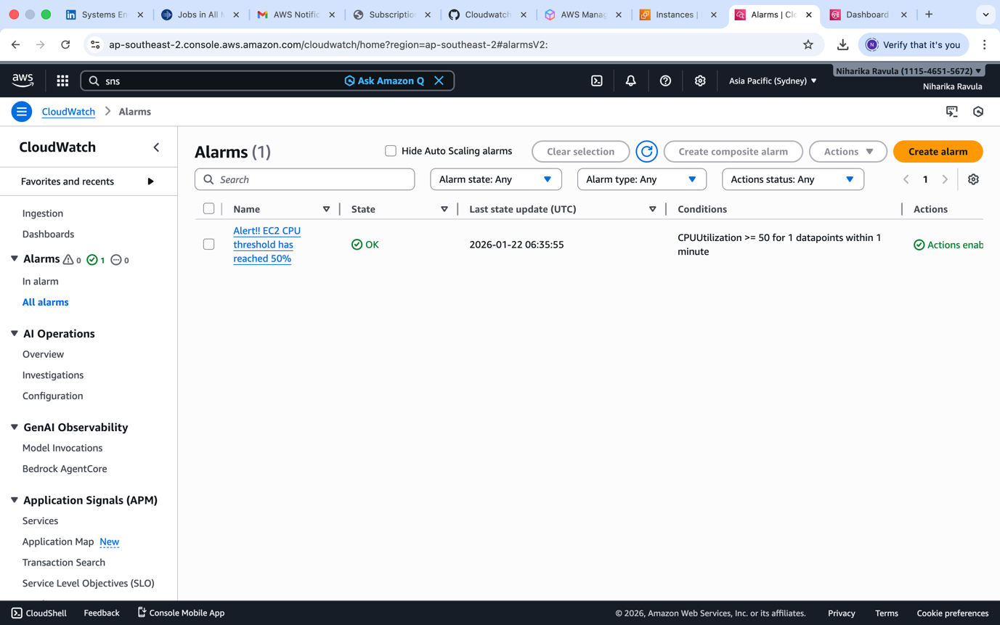 Systems En
Jobs in All M
AWS Notific
Subscription
Cloudwatch
AWS Manag
Instances |
Alarms | Clo
Dashboard
ap-southeast-2.console.aws.amazon.com/cloudwatch/home?region=ap-southeast-2#alarmsV2:
Verify that it's you
aws
sns
Ask Amazon Q
Asia Pacific (Sydney)
Niharika Ravula (1115-4651-5672)
Niharika Ravula
CloudWatch > Alarms
CloudWatch
Favorites and recents
Ingestion
Dashboards
Alarms 0 1 0
In alarm
All alarms
AI Operations
Overview
Investigations
Configuration
GenAI Observability
Model Invocations
Bedrock AgentCore
Application Signals (APM)
Services
Application Map New
Transaction Search
Service Level Objectives (SLO)
Alarms (1)
Hide Auto Scaling alarms
Clear selection
Create composite alarm
Actions
Create alarm
Search
Alarm state: Any
Alarm type: Any
Actions status: Any
1
Name
State
Last state update (UTC)
Conditions
Actions
Alert!! EC2 CPU
threshold has
reached 50%
OK
2026-01-22 06:35:55
CPUUtilization >= 50 for 1 datapoints within 1
minute
Actions enab
CloudShell
Feedback
Console Mobile App
© 2026, Amazon Web Services, Inc. or its affiliates.
Privacy
Terms
Cookie preferences